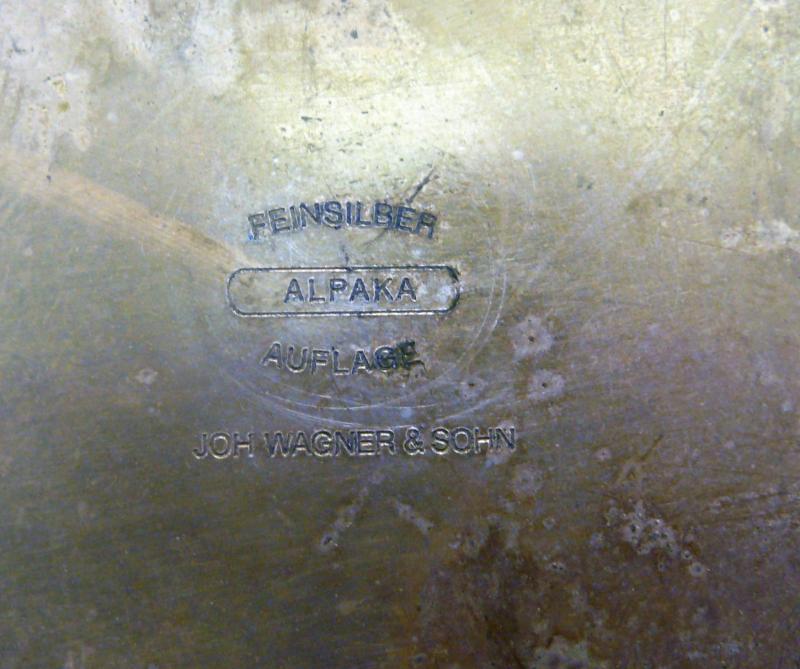 FEINSILBER
ALPAKA
AUFLAGE
JOH WAGNER & SOHN